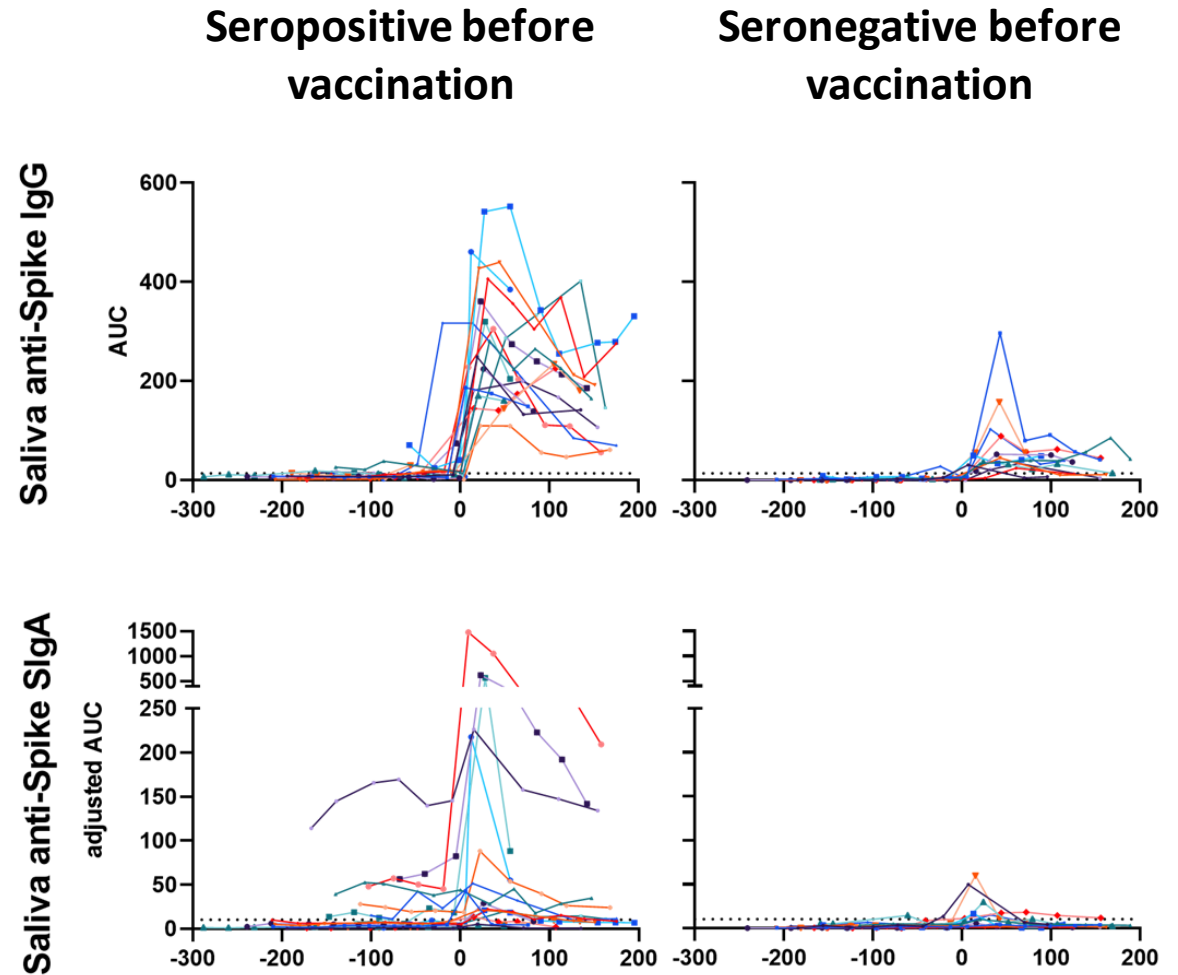 Seropositive before
vaccination
Seronegative before
vaccination
Saliva anti-Spike IgG
AUC
600
400
200
0
-300 -200 -100 0 100 200
-300 -200 -100 0 100 200
Saliva anti-Spike SIgA
adjusted AUC
1500
1000
500
250
200
150
100
50
0
-300 -200 -100 0 100 200
-300 -200 -100 0 100 200